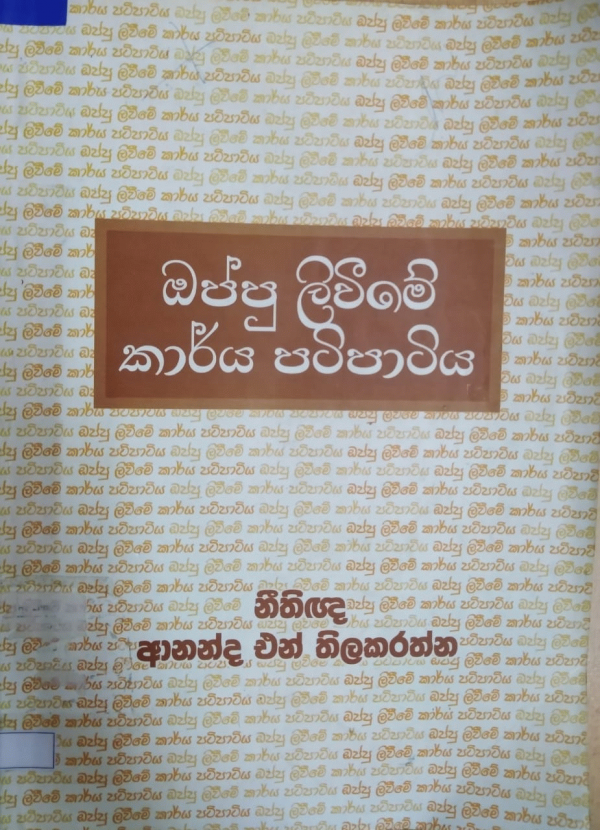 ඔප්පු ලිවීමේ
කාර්ය පටිපාටිය
නීතිඥ
ආනන්ද එන් තිලකරත්න